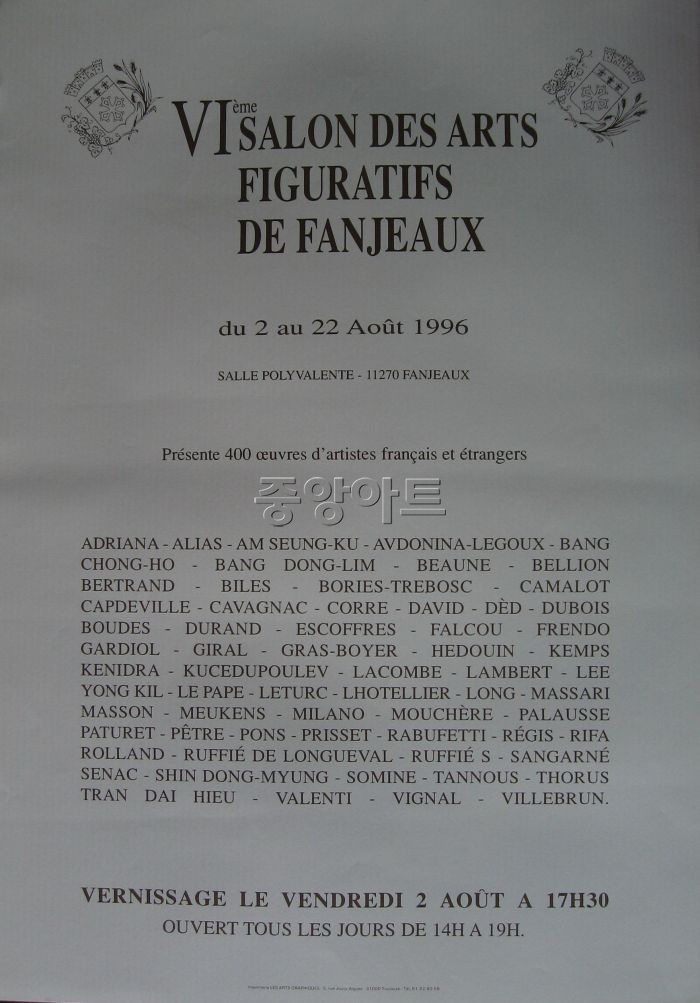 VIème SALON DES ARTS
FIGURATIFS
DE FANJEAUX
du 2 au 22 Août 1996
SALLE POLYVALENTE - 11270 FANJEAUX
Présente 400 œuvres d'artistes français et étrangers
중앙아트
ADRIANA - ALIAS - AM SEUNG-KU - AVDONINA-LEGOUX - BANG
CHONG-HO - BANG DONG-LIM - BEAUNE - BELLION
BERTRAND - BILES - BORIES-TREBOSC - CAMALOT
CAPDEVILLE - CAVAGNAC - CORRE - DAVID - DÈD - DUBOIS
BOUDES - DURAND - ESCOFFRES - FALCOU - FRENDO
GARDIOL - GIRAL - GRAS-BOYER - HEDOUIN - KEMPS
KENIDRA - KUCEDUPOULEV - LACOMBE - LAMBERT - LEE
YONG KIL - LE PAPE - LETURC - LHOTELLIER - LONG - MASSARI
MASSON - MEUKENS - MILANO - MOUCHÈRE - PALAUSSE
PATURET - PÊTRE - PONS - PRISSET - RABUFETTI - RÉGIS - RIFA
ROLLAND - RUFFIÉ DE LONGUEVAL - RUFFIÉ S - SANGARNÉ
SENAC - SHIN DONG-MYUNG - SOMINE - TANNOUS - THORUS
TRAN DAI HIEU - VALENTI - VIGNAL - VILLEBRUN.
VERNISSAGE LE VENDREDI 2 AOÛT A 17H30
OUVERT TOUS LES JOURS DE 14H A 19H.